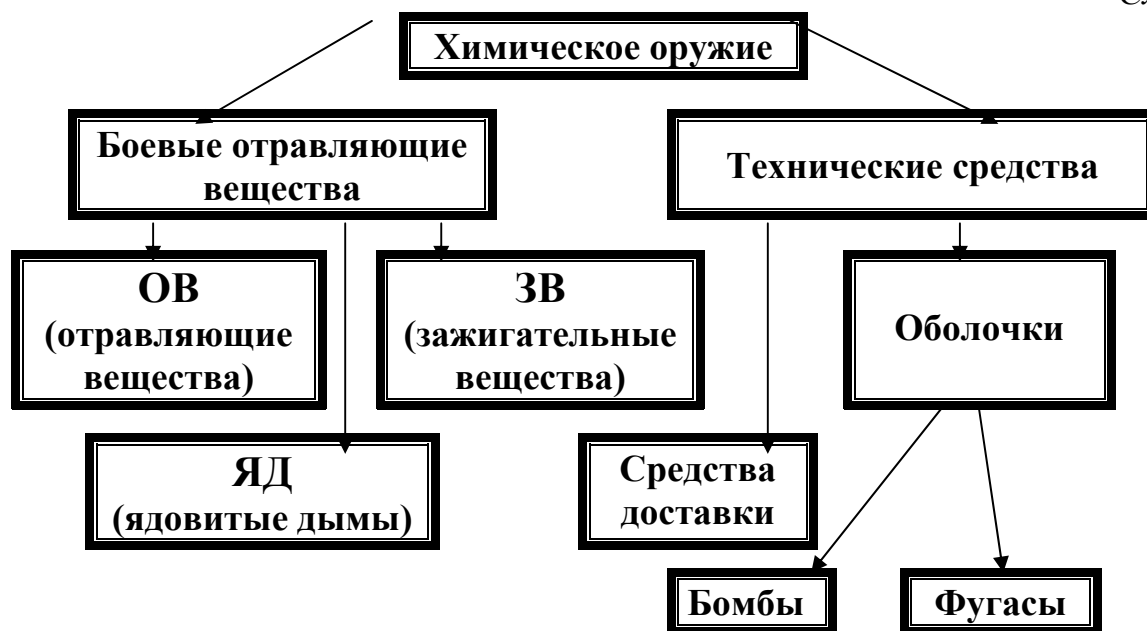 Химическое оружие
Боевые отравляющие
вещества
Технические средства
ОВ
(отравляющие
вещества)
ЗВ
(зажигательные
вещества)
Оболочки
ЯД
(ядовитые дымы)
Средства
доставки
Бомбы
Фугасы